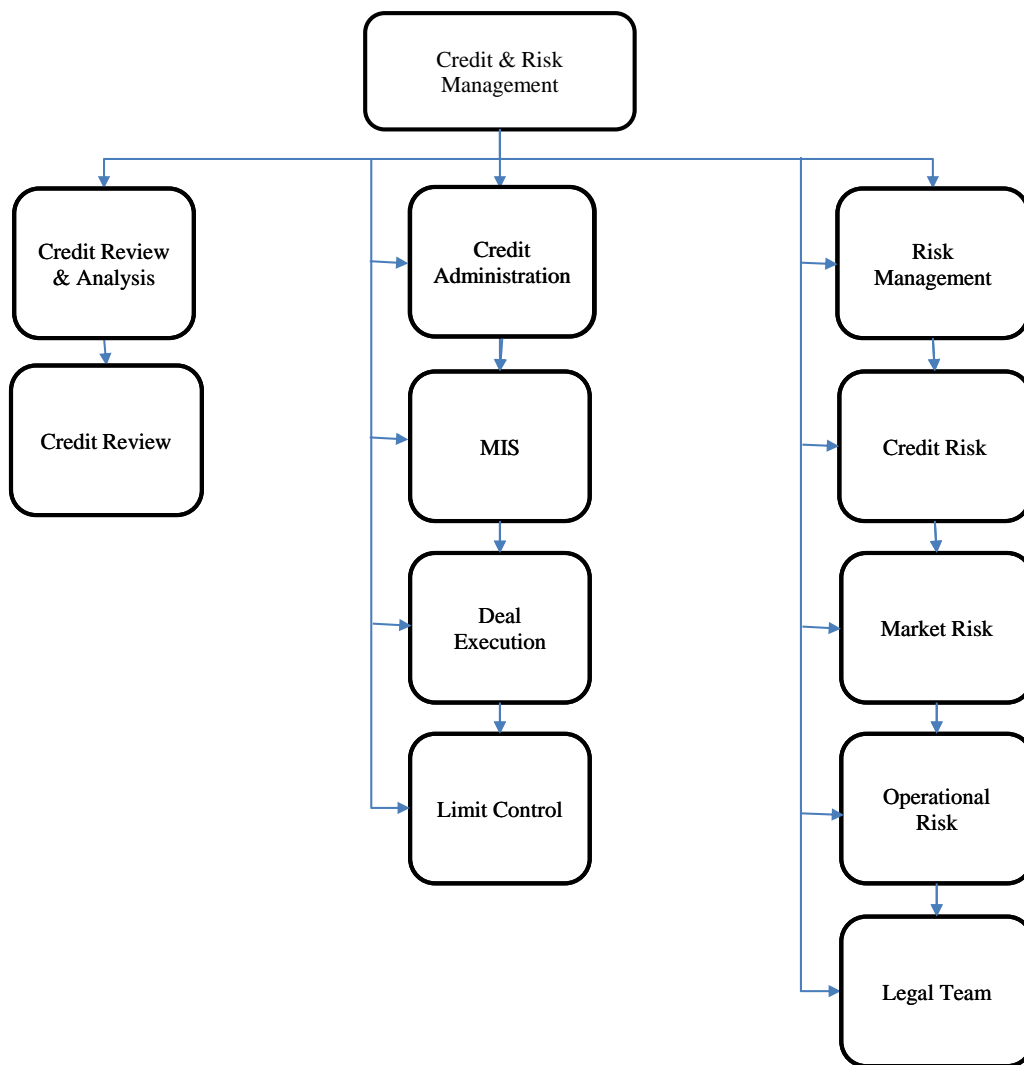 Credit & Risk
Management
Credit Review
& Analysis
Credit
Administration
Risk
Management
Credit Review
MIS
Credit Risk
Deal
Execution
Market Risk
Limit Control
Operational
Risk
Legal Team